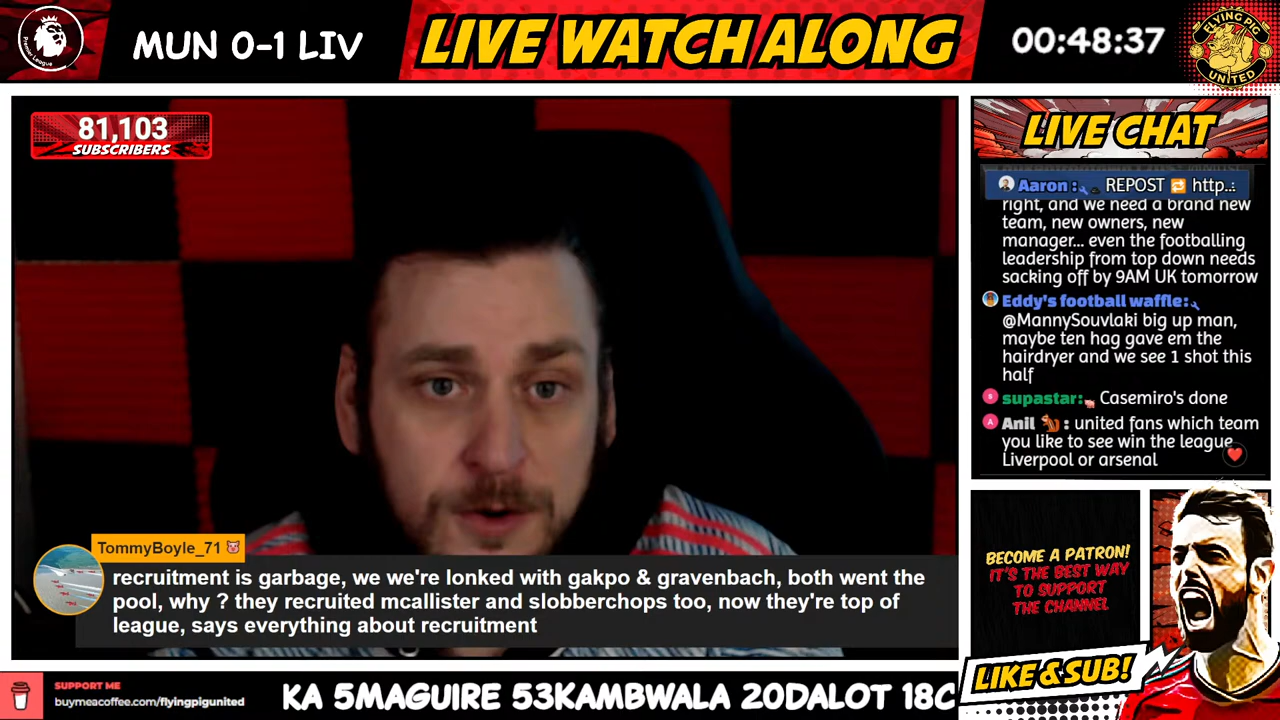 MUN 0-1 LIV
LIVE WATCH ALONG
00:48:37
Premier League
FLYING PIG
UNITED
81,103
SUBSCRIBERS
LIVE CHAT
Aaron : REPOST 🔁 http..:
right, and we need a brand new
team, new owners, new
manager... even the footballing
leadership from top down needs
sacking off by 9AM UK tomorrow
Eddy's football waffle:
@MannySouvlaki big up man,
maybe ten hag gave em the
hairdryer and we see 1 shot this
half
supastar: Casemiro's done
Anil 🐿️ : united fans which team
you like to see win the league
Liverpool or arsenal
TommyBoyle_71 🐷
recruitment is garbage, we we're lonked with gakpo & gravenbach, both went the
pool, why ? they recruited mcallister and slobberchops too, now they're top of
league, says everything about recruitment
BECOME A PATRON!
IT'S THE BEST WAY
TO SUPPORT
THE CHANNEL
LIKE & SUB!
SUPPORT ME
buymeacoffee.com/flyingpigunited
KA 5MAGUIRE 53KAMBWALA 20DALOT 18C